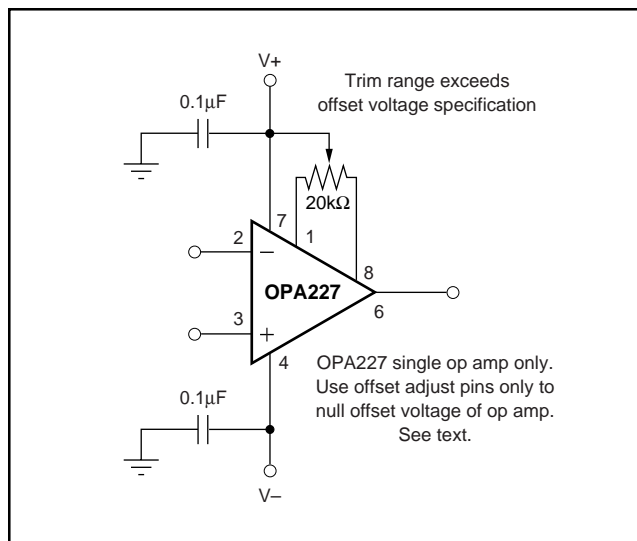 V+
Trim range exceeds
offset voltage specification
0.1µF
20kΩ
7
1
2
−
8
OPA227
6
3
+
4
OPA227 single op amp only.
Use offset adjust pins only to
null offset voltage of op amp.
See text.
0.1µF
V–